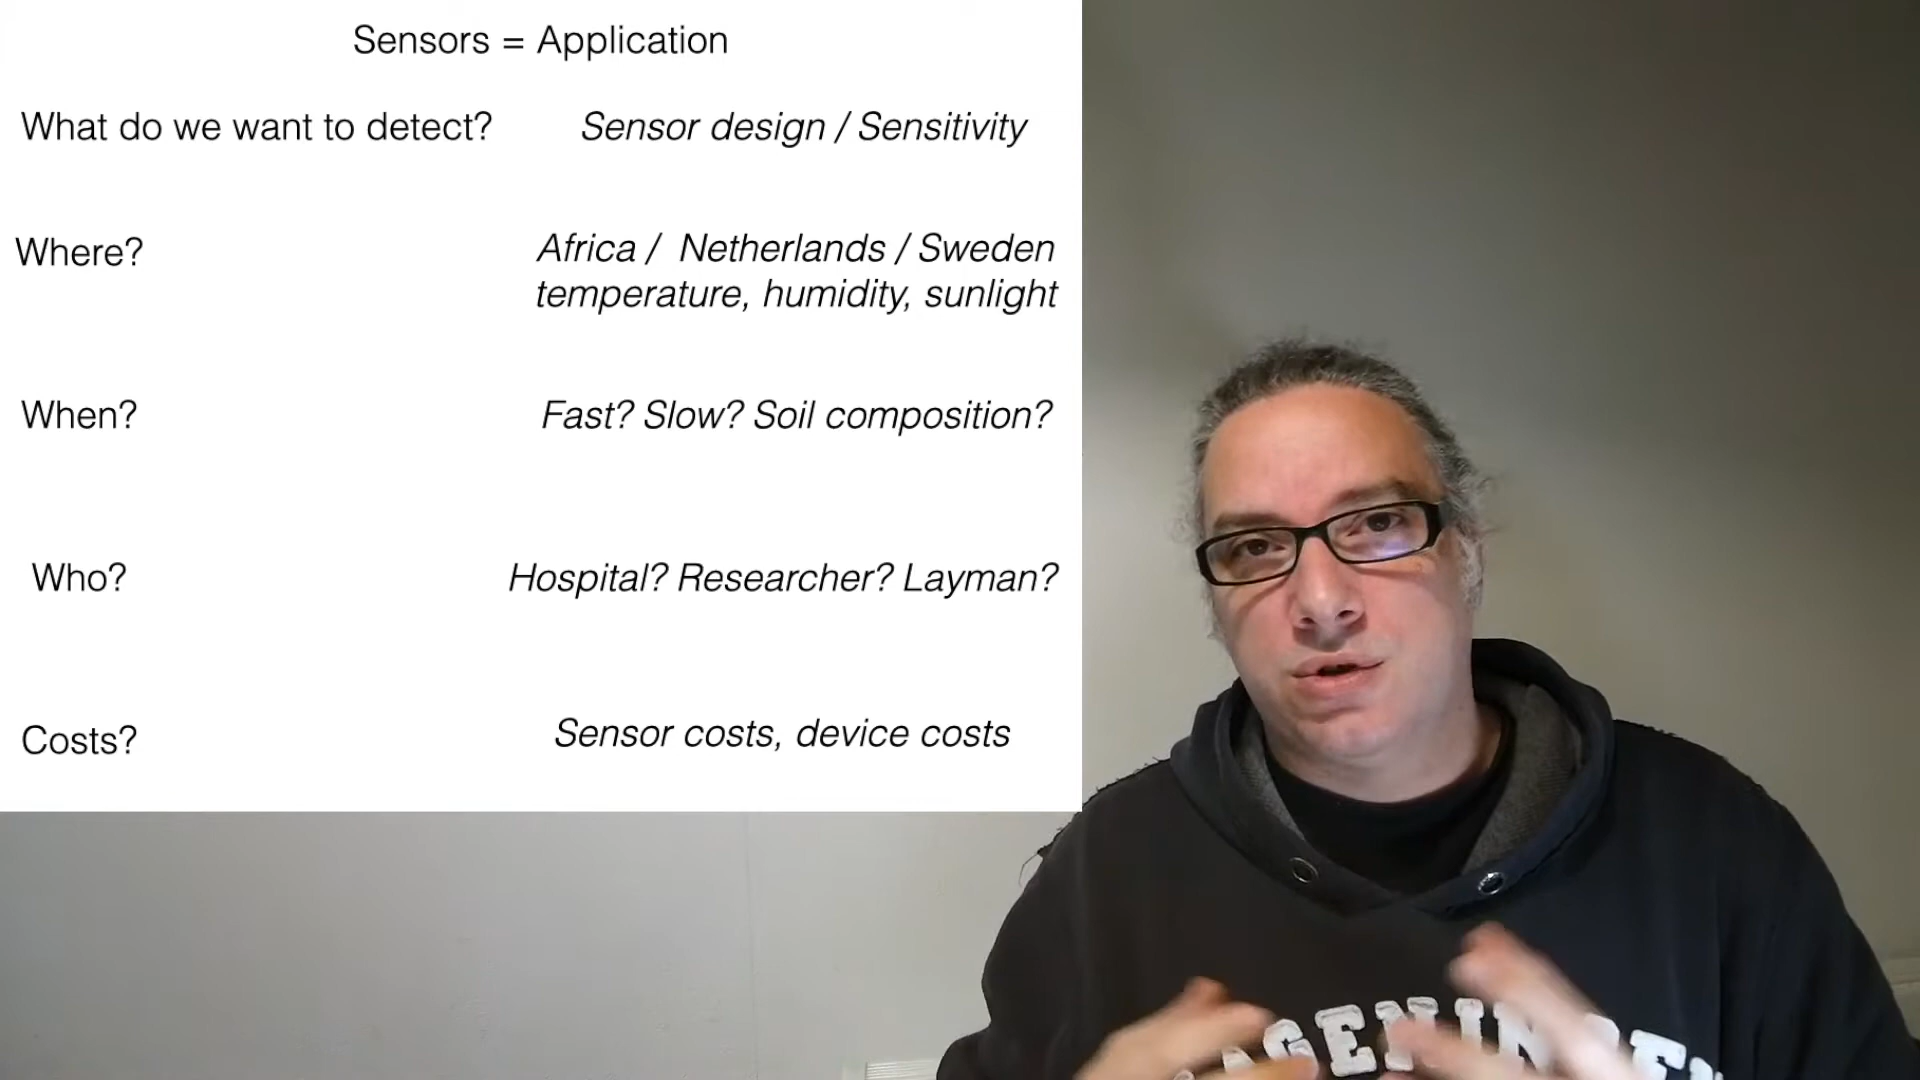 Sensors = Application
What do we want to detect? Sensor design / Sensitivity
Where? Africa / Netherlands / Sweden
temperature, humidity, sunlight
When? Fast? Slow? Soil composition?
Who? Hospital? Researcher? Layman?
Costs? Sensor costs, device costs